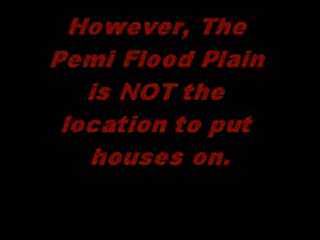 However, The
Pemi Flood Plain
is NOT the
location to put
houses on.